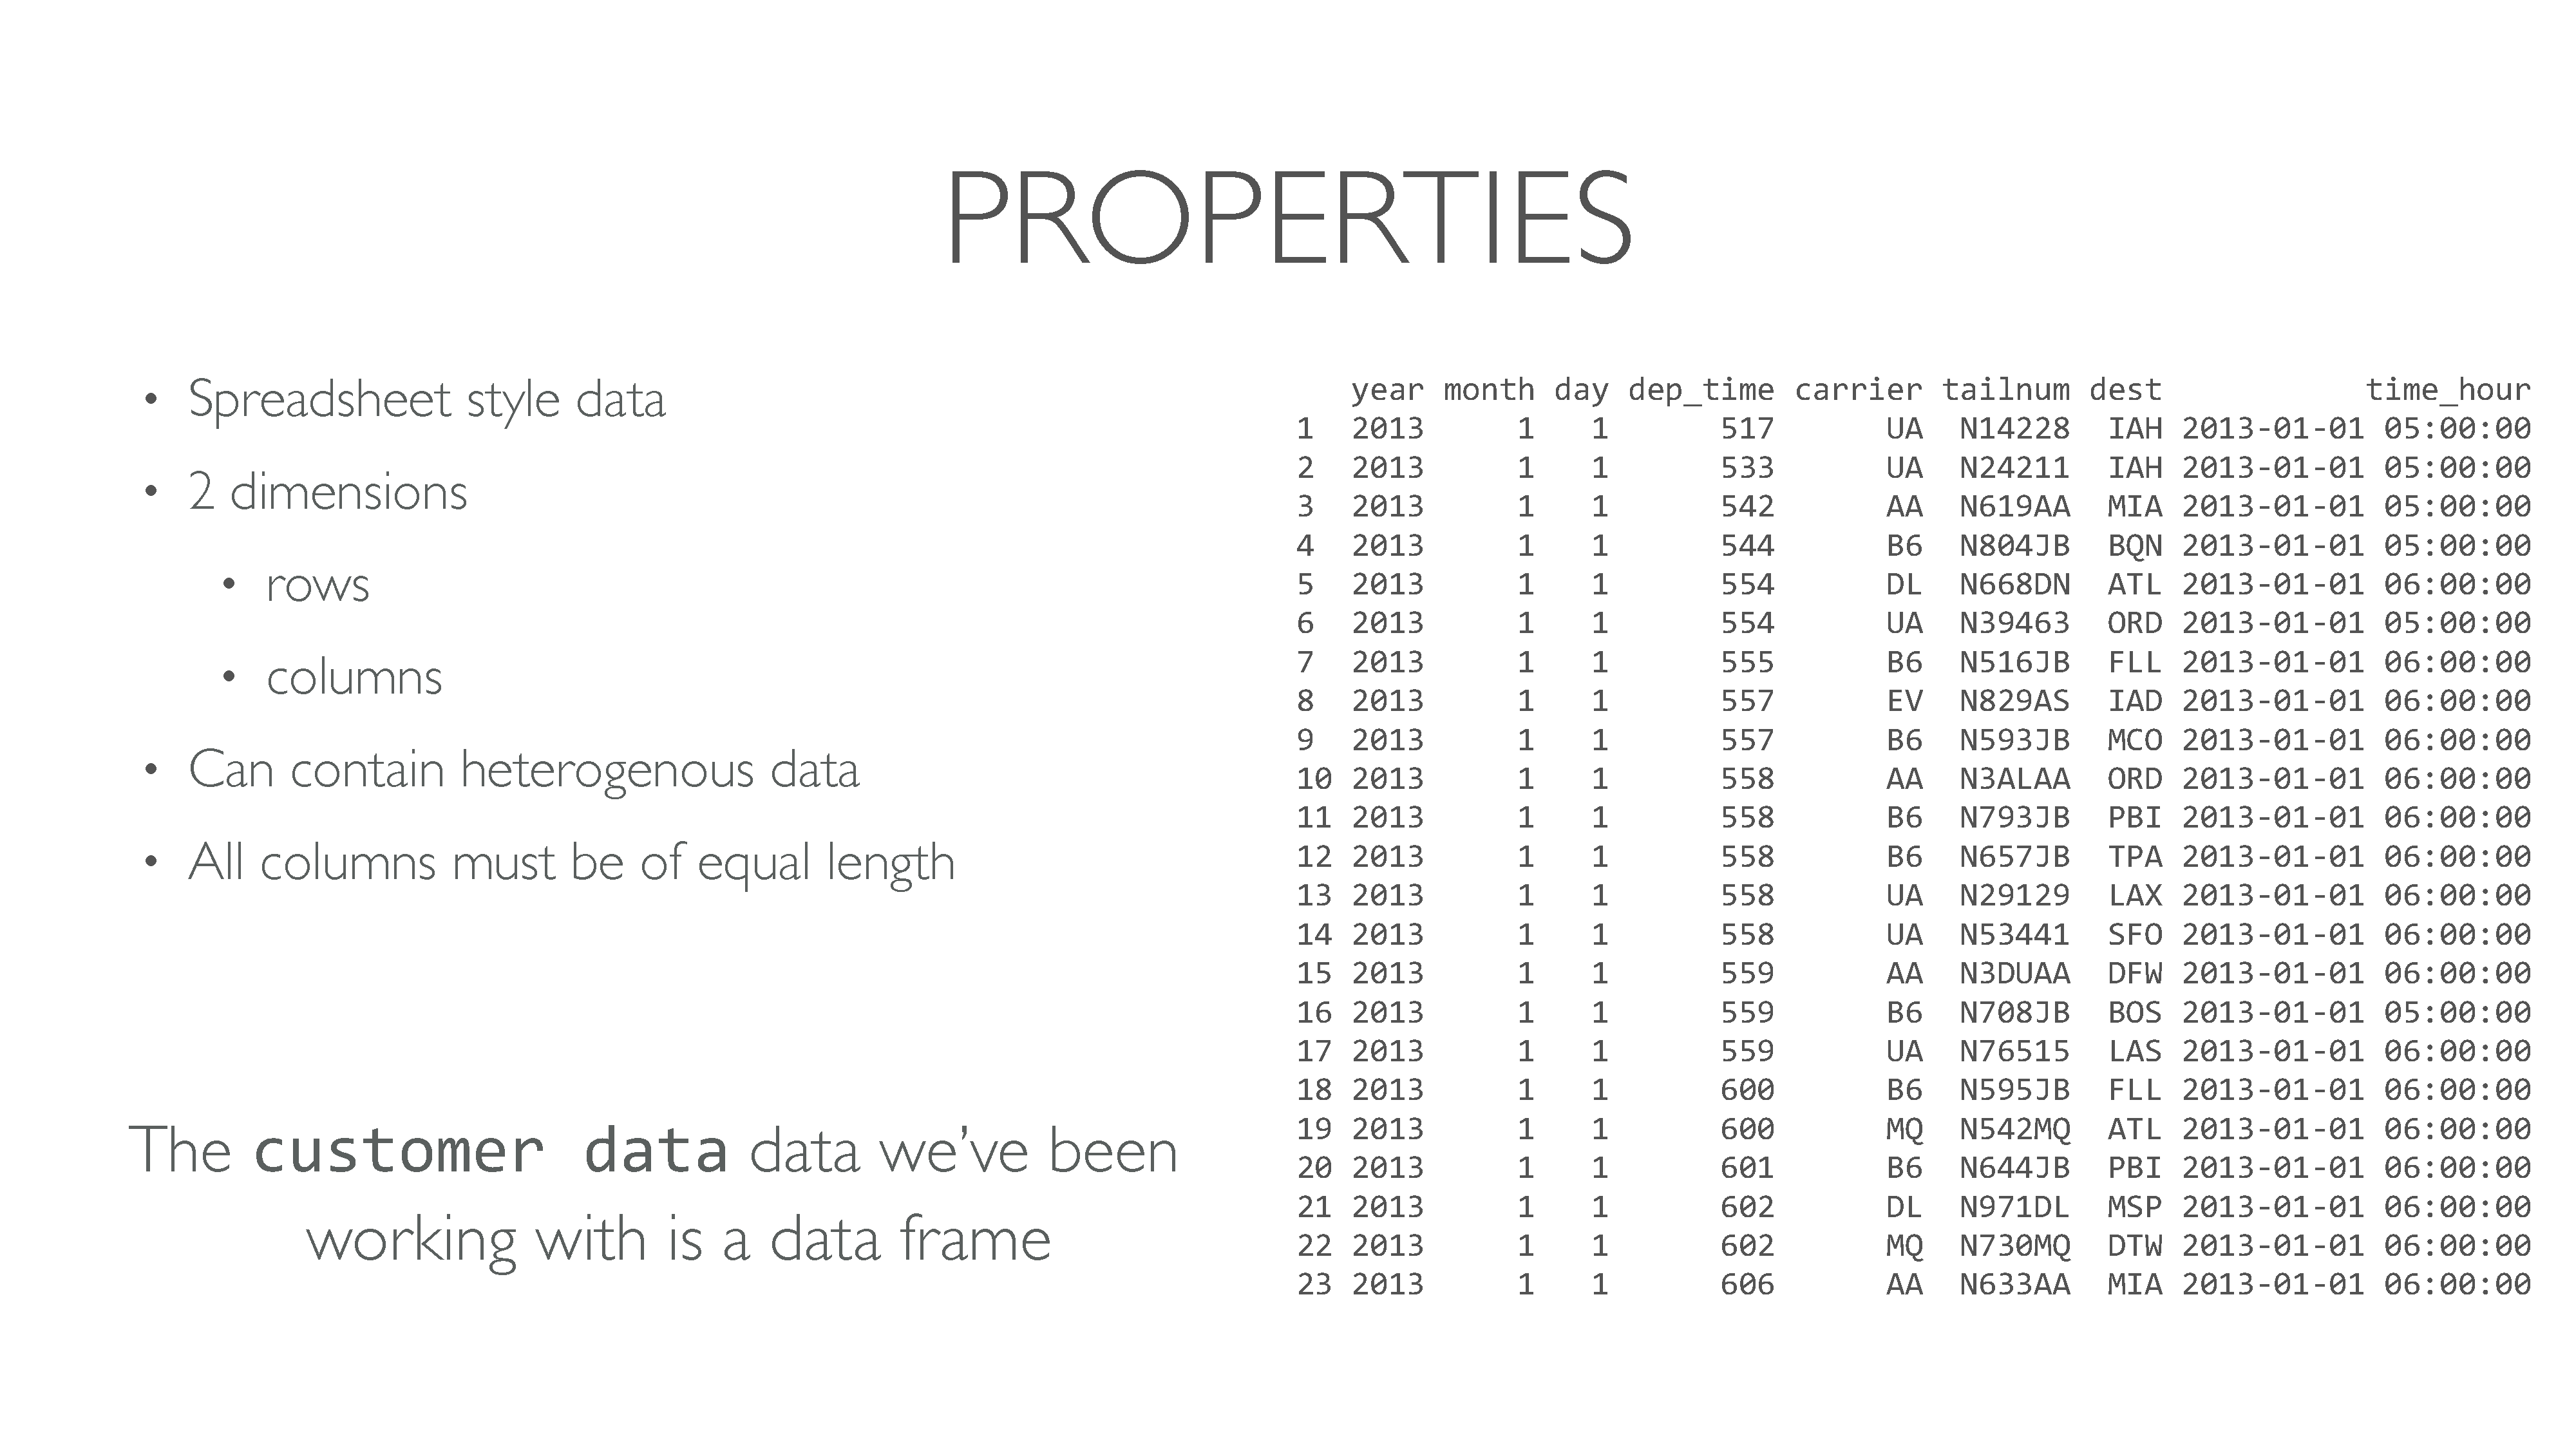 PROPERTIES
• Spreadsheet style data
• 2 dimensions
• rows
• columns
• Can contain heterogenous data
• All columns must be of equal length
The customer data data we’ve been
working with is a data frame
year month day dep_time carrier tailnum dest time_hour
1 2013 1 1 517 UA N14228 IAH 2013-01-01 05:00:00
2 2013 1 1 533 UA N24211 IAH 2013-01-01 05:00:00
3 2013 1 1 542 AA N619AA MIA 2013-01-01 05:00:00
4 2013 1 1 544 B6 N804JB BQN 2013-01-01 05:00:00
5 2013 1 1 554 DL N668DN ATL 2013-01-01 06:00:00
6 2013 1 1 554 UA N39463 ORD 2013-01-01 05:00:00
7 2013 1 1 555 B6 N516JB FLL 2013-01-01 06:00:00
8 2013 1 1 557 EV N829AS IAD 2013-01-01 06:00:00
9 2013 1 1 557 B6 N593JB MCO 2013-01-01 06:00:00
10 2013 1 1 558 AA N3ALAA ORD 2013-01-01 06:00:00
11 2013 1 1 558 B6 N793JB PBI 2013-01-01 06:00:00
12 2013 1 1 558 B6 N657JB TPA 2013-01-01 06:00:00
13 2013 1 1 558 UA N29129 LAX 2013-01-01 06:00:00
14 2013 1 1 558 UA N53441 SFO 2013-01-01 06:00:00
15 2013 1 1 559 AA N3DUAA DFW 2013-01-01 06:00:00
16 2013 1 1 559 B6 N708JB BOS 2013-01-01 05:00:00
17 2013 1 1 559 UA N76515 LAS 2013-01-01 06:00:00
18 2013 1 1 600 B6 N595JB FLL 2013-01-01 06:00:00
19 2013 1 1 600 MQ N542MQ ATL 2013-01-01 06:00:00
20 2013 1 1 601 B6 N644JB PBI 2013-01-01 06:00:00
21 2013 1 1 602 DL N971DL MSP 2013-01-01 06:00:00
22 2013 1 1 602 MQ N730MQ DTW 2013-01-01 06:00:00
23 2013 1 1 606 AA N633AA MIA 2013-01-01 06:00:00